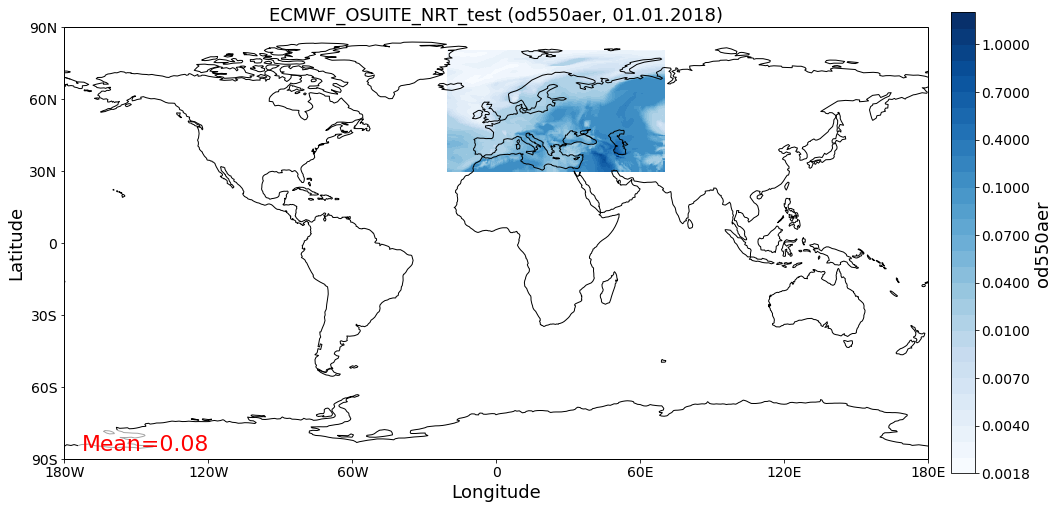 ECMWF_OSUITE_NRT_test (od550aer, 01.01.2018)
90N
60N
30N
0
30S
60S
90S
Latitude
Mean=0.08
180W
120W
60W
0
60E
120E
180E
Longitude
1.0000
0.7000
0.4000
0.1000
0.0700
0.0400
0.0100
0.0070
0.0040
0.0018
od550aer